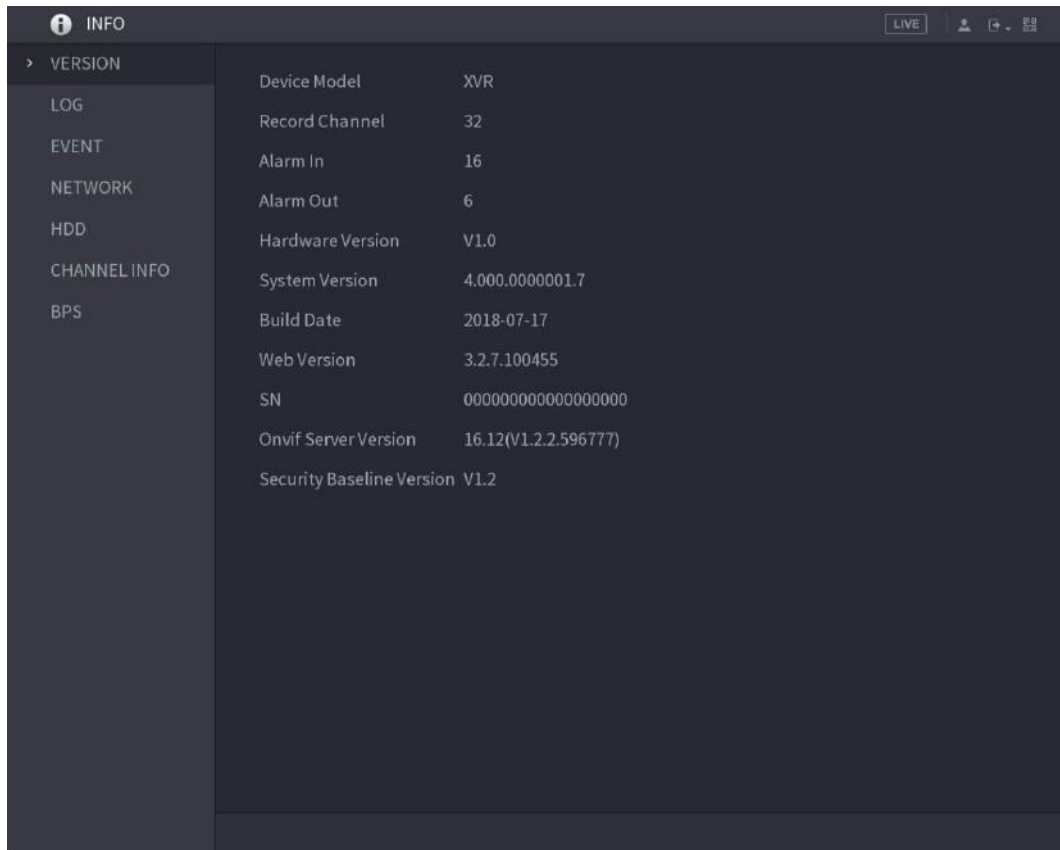 INFO
LIVE
VERSION
LOG
EVENT
NETWORK
HDD
CHANNEL INFO
BPS
Device Model XVR
Record Channel 32
Alarm In 16
Alarm Out 6
Hardware Version V1.0
System Version 4.000.0000001.7
Build Date 2018-07-17
Web Version 3.2.7.100455
SN 000000000000000000
Onvif Server Version 16.12(V1.2.2.596777)
Security Baseline Version V1.2